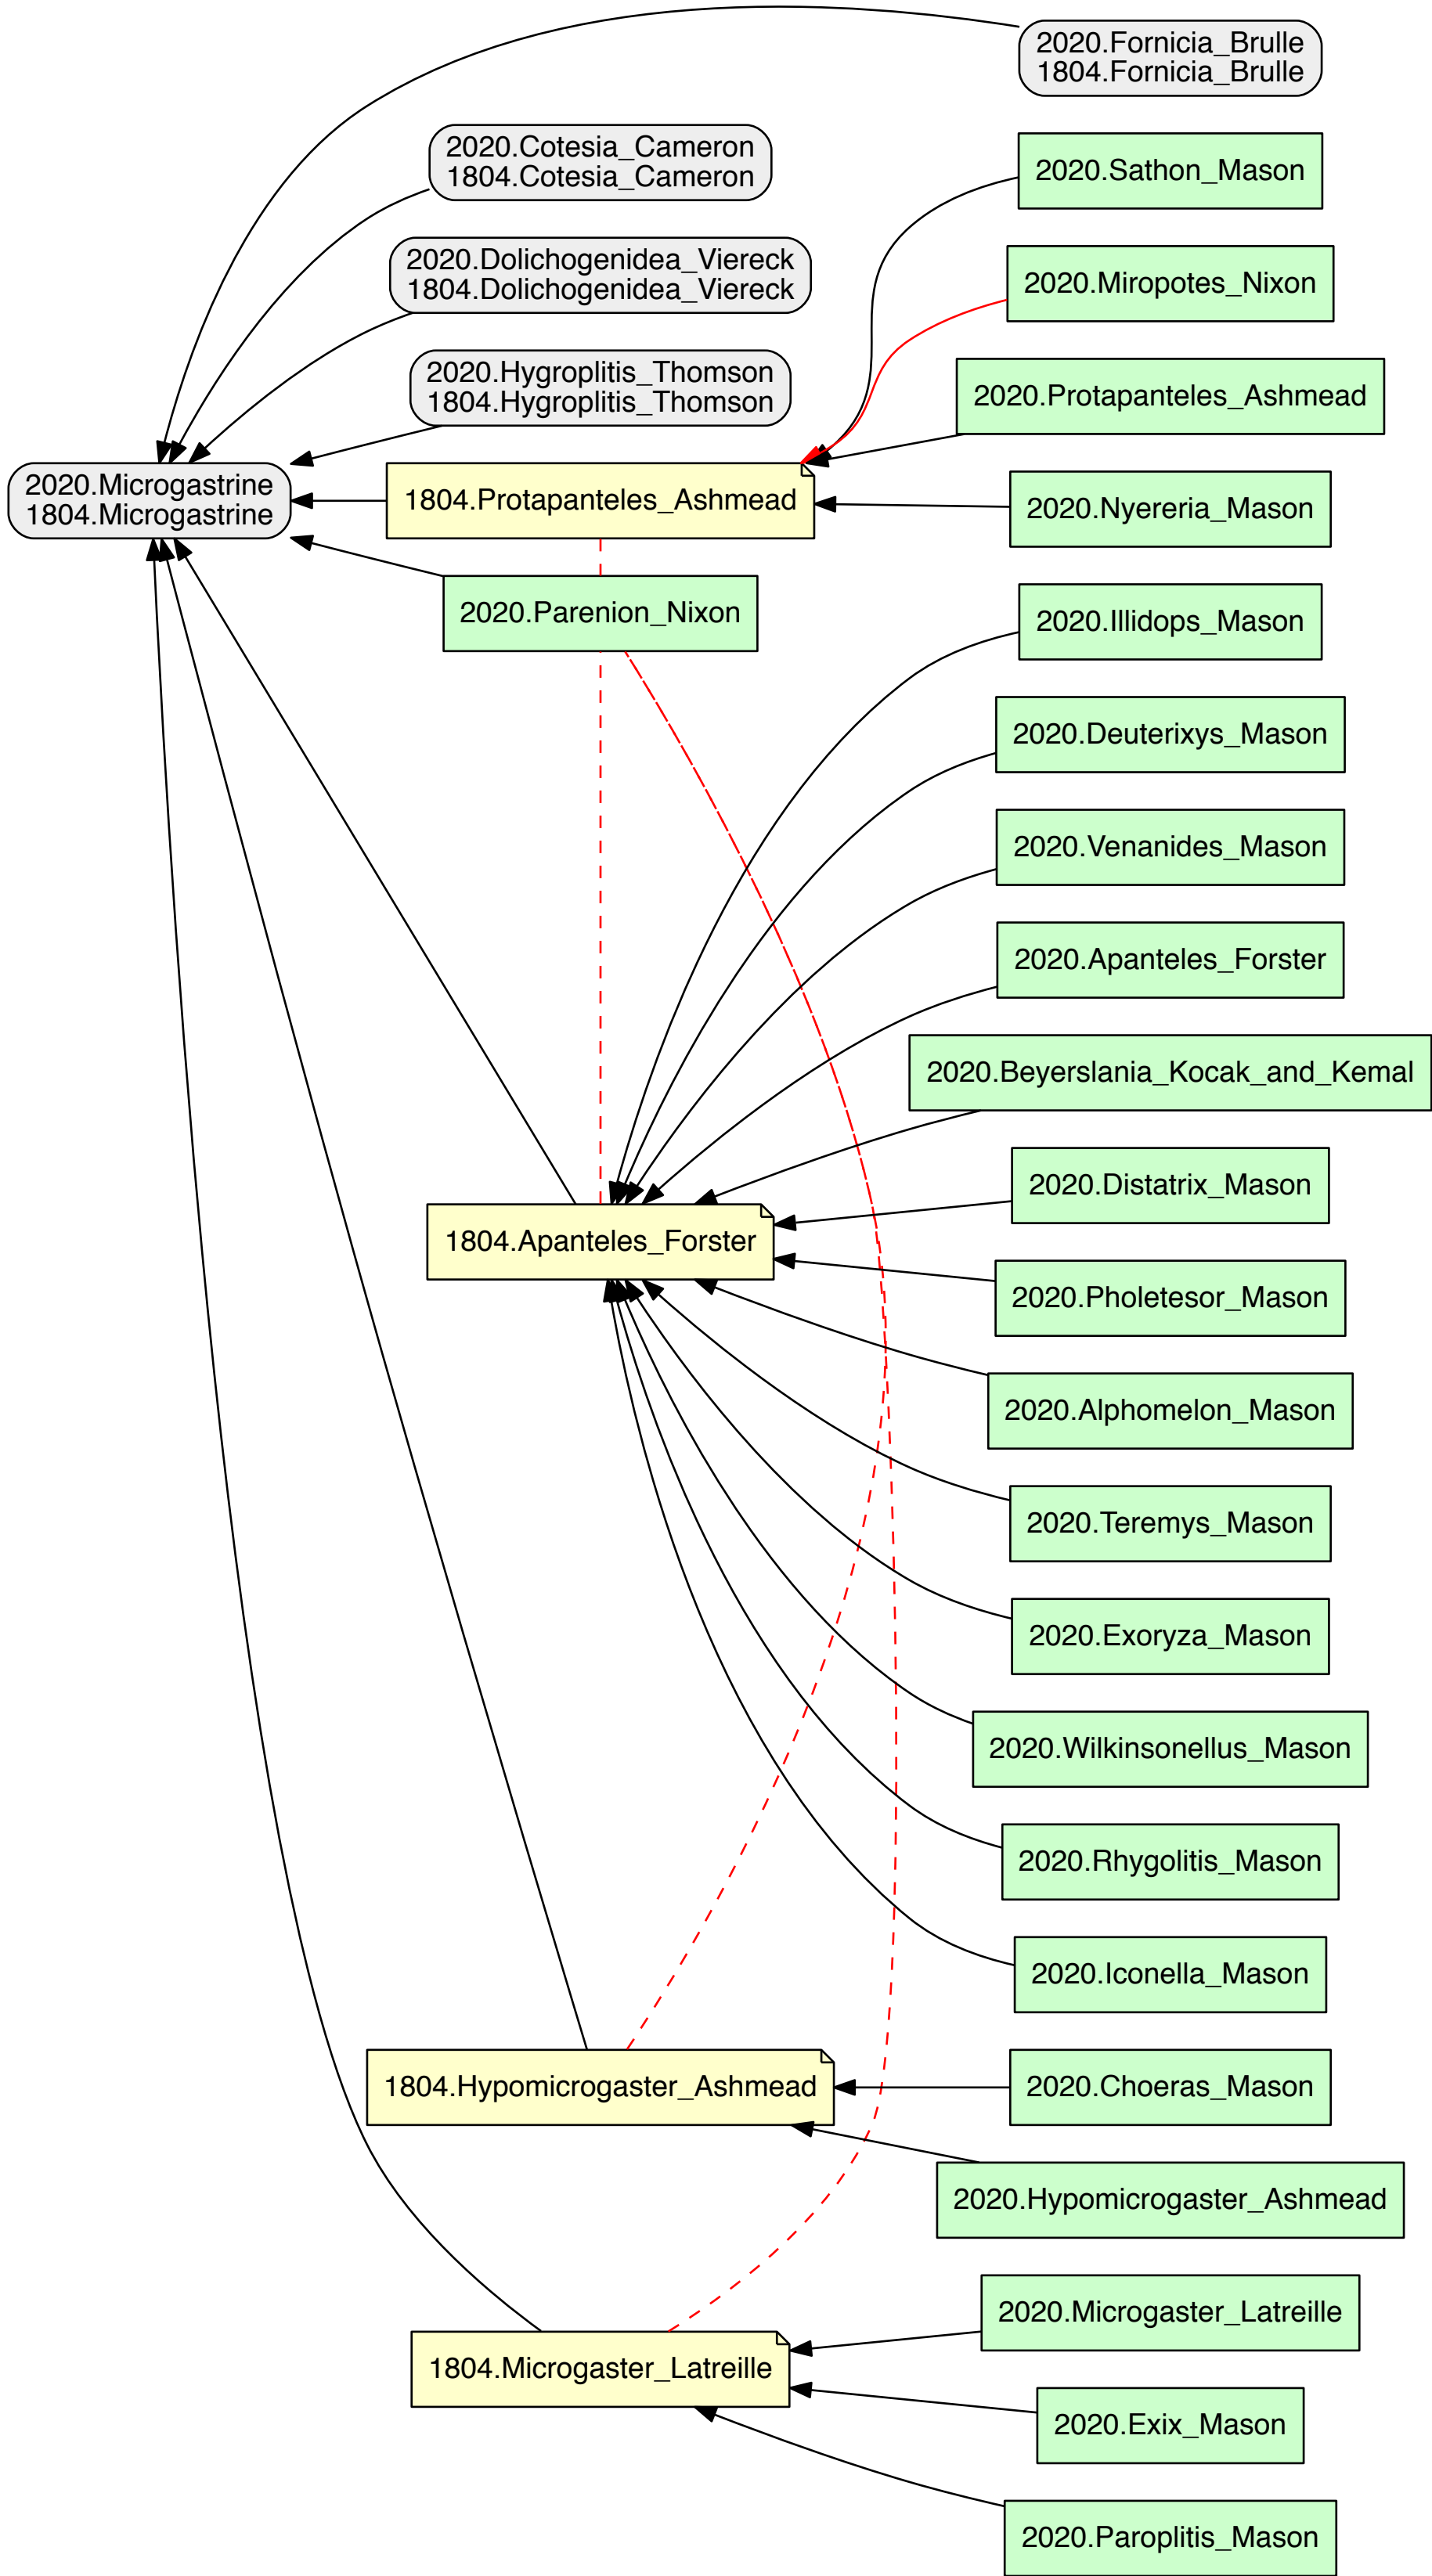 2020.Fornicia_Brulle
1804.Fornicia_Brulle
2020.Cotesia_Cameron
1804.Cotesia_Cameron
2020.Sathon_Mason
2020.Dolichogenidea_Viereck
1804.Dolichogenidea_Viereck
2020.Miropotes_Nixon
2020.Hygroplitis_Thomson
1804.Hygroplitis_Thomson
2020.Protapanteles_Ashmead
2020.Microgastrine
1804.Microgastrine
1804.Protapanteles_Ashmead
2020.Nyereria_Mason
2020.Parenion_Nixon
2020.Illidops_Mason
2020.Deuterixys_Mason
2020.Venanides_Mason
2020.Apanteles_Forster
2020.Beyerslania_Kocak_and_Kemal
2020.Distatrix_Mason
1804.Apanteles_Forster
2020.Pholetesor_Mason
2020.Alphomelon_Mason
2020.Teremys_Mason
2020.Exoryza_Mason
2020.Wilkinsonellus_Mason
2020.Rhygolitis_Mason
2020.Iconella_Mason
1804.Hypomicrogaster_Ashmead
2020.Choeras_Mason
2020.Hypomicrogaster_Ashmead
2020.Microgaster_Latreille
1804.Microgaster_Latreille
2020.Exix_Mason
2020.Paroplitis_Mason